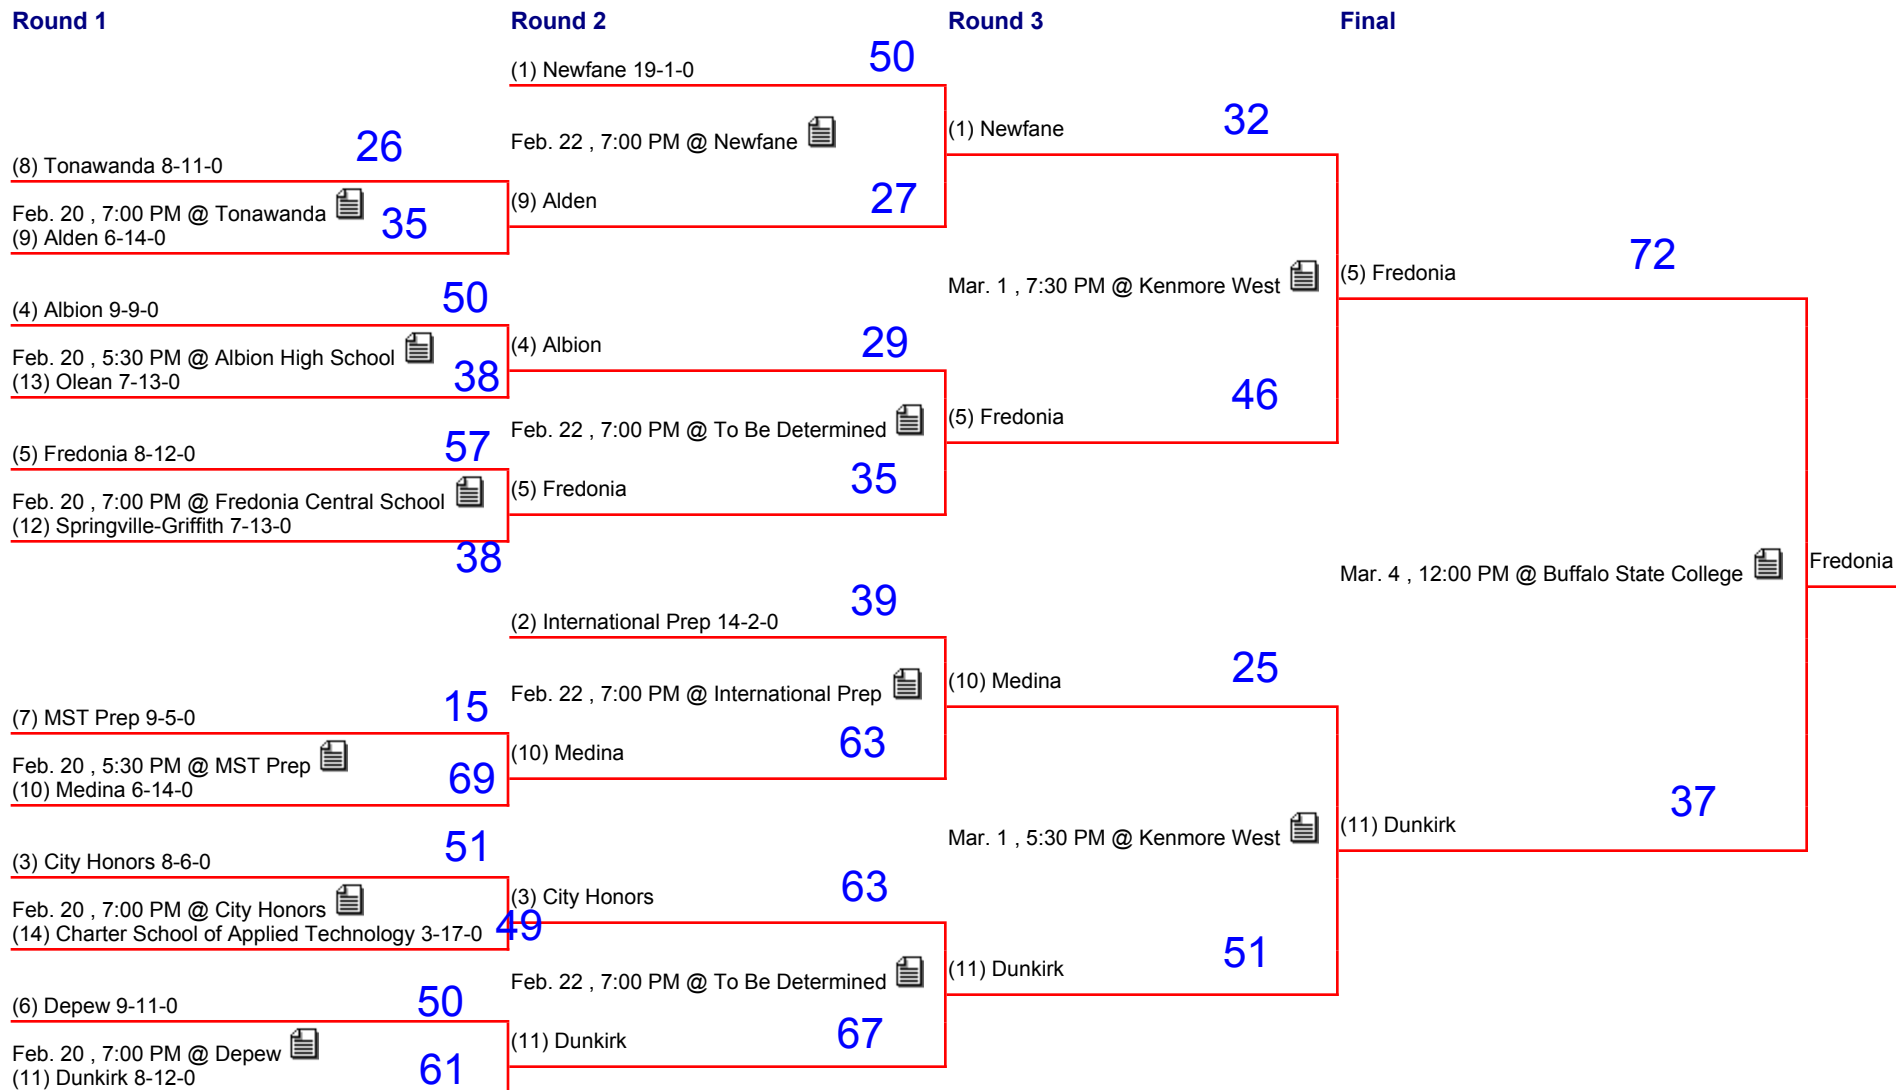 Round 1
Round 2
Round 3
Final
(8) Tonawanda 8-11-0
26
Feb. 20 , 7:00 PM @ Tonawanda
(9) Alden 6-14-0
35
(4) Albion 9-9-0
50
Feb. 20 , 5:30 PM @ Albion High School
(13) Olean 7-13-0
38
(5) Fredonia 8-12-0
57
Feb. 20 , 7:00 PM @ Fredonia Central School
(12) Springville-Griffith 7-13-0
38
(7) MST Prep 9-5-0
15
Feb. 20 , 5:30 PM @ MST Prep
(10) Medina 6-14-0
69
(3) City Honors 8-6-0
51
Feb. 20 , 7:00 PM @ City Honors
(14) Charter School of Applied Technology 3-17-0
49
(6) Depew 9-11-0
50
Feb. 20 , 7:00 PM @ Depew
(11) Dunkirk 8-12-0
61
(1) Newfane 19-1-0
50
Feb. 22 , 7:00 PM @ Newfane
(9) Alden
27
(4) Albion
29
Feb. 22 , 7:00 PM @ To Be Determined
(5) Fredonia
35
(2) International Prep 14-2-0
39
Feb. 22 , 7:00 PM @ International Prep
(10) Medina
63
(3) City Honors
63
Feb. 22 , 7:00 PM @ To Be Determined
(11) Dunkirk
67
(1) Newfane
32
Mar. 1 , 7:30 PM @ Kenmore West
(5) Fredonia
46
(10) Medina
25
Mar. 1 , 5:30 PM @ Kenmore West
(11) Dunkirk
51
(5) Fredonia
72
Mar. 4 , 12:00 PM @ Buffalo State College
(11) Dunkirk
37
Fredonia